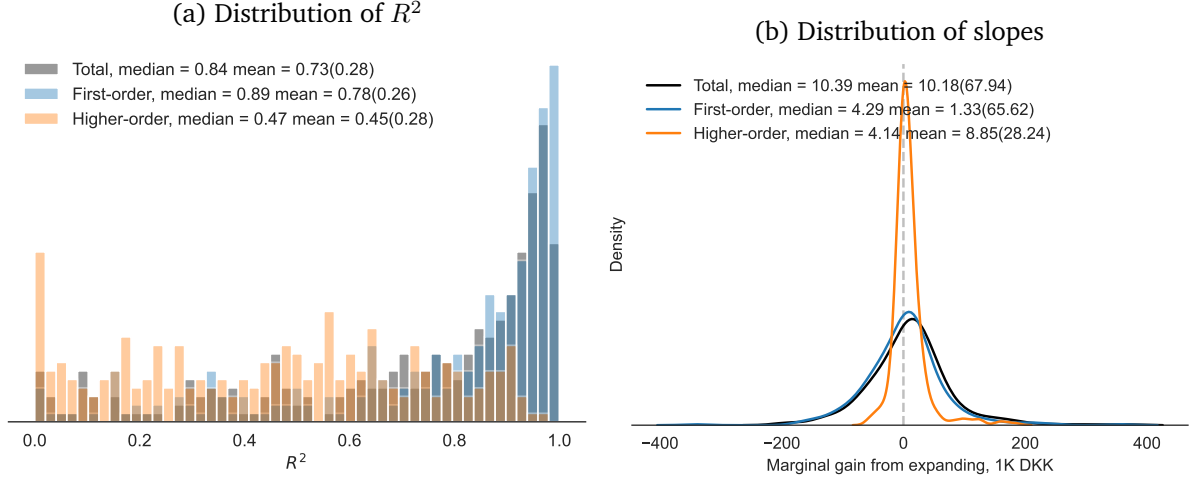 (a) Distribution of R²
Total, median = 0.84 mean = 0.73(0.28)
First-order, median = 0.89 mean = 0.78(0.26)
Higher-order, median = 0.47 mean = 0.45(0.28)
0.0 0.2 0.4 0.6 0.8 1.0
R²
(b) Distribution of slopes
Total, median = 10.39 mean = 10.18(67.94)
First-order, median = 4.29 mean = 1.33(65.62)
Higher-order, median = 4.14 mean = 8.85(28.24)
Density
−400 −200 0 200 400
Marginal gain from expanding, 1K DKK